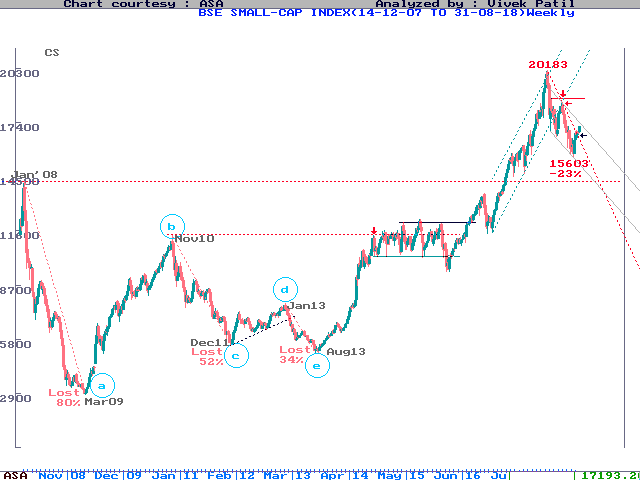 Chart courtesy : ASA Analyzed by : Vivek Patil
BSE SMALL-CAP INDEX(14-12-07 TO 31-08-18)Weekly
CS
20183
20300
17400
15603
-23%
Jan'08
14500
b
Nov10
11600
8700
d
Jan13
5800
Dec11
Lost
52%
c
Lost
34%
Aug13
e
2900
Lost
80%
Mar09
a
ASA Nov|08 Dec|09 Jan|11 Feb|12 Mar|13 Apr|14 May|15 Jun|16 Ju| |17193.20